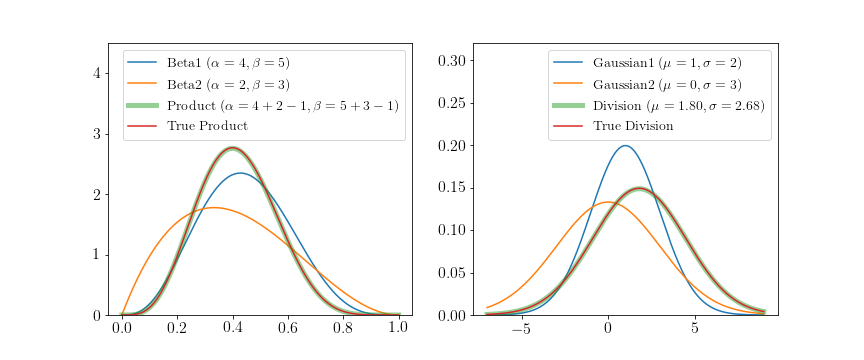 Beta1 (α = 4, β = 5)
Beta2 (α = 2, β = 3)
Product (α = 4 + 2 − 1, β = 5 + 3 − 1)
True Product
4
3
2
1
0
0.0 0.2 0.4 0.6 0.8 1.0
Gaussian1 (μ = 1, σ = 2)
Gaussian2 (μ = 0, σ = 3)
Division (μ = 1.80, σ = 2.68)
True Division
0.30
0.25
0.20
0.15
0.10
0.05
0.00
−5 0 5